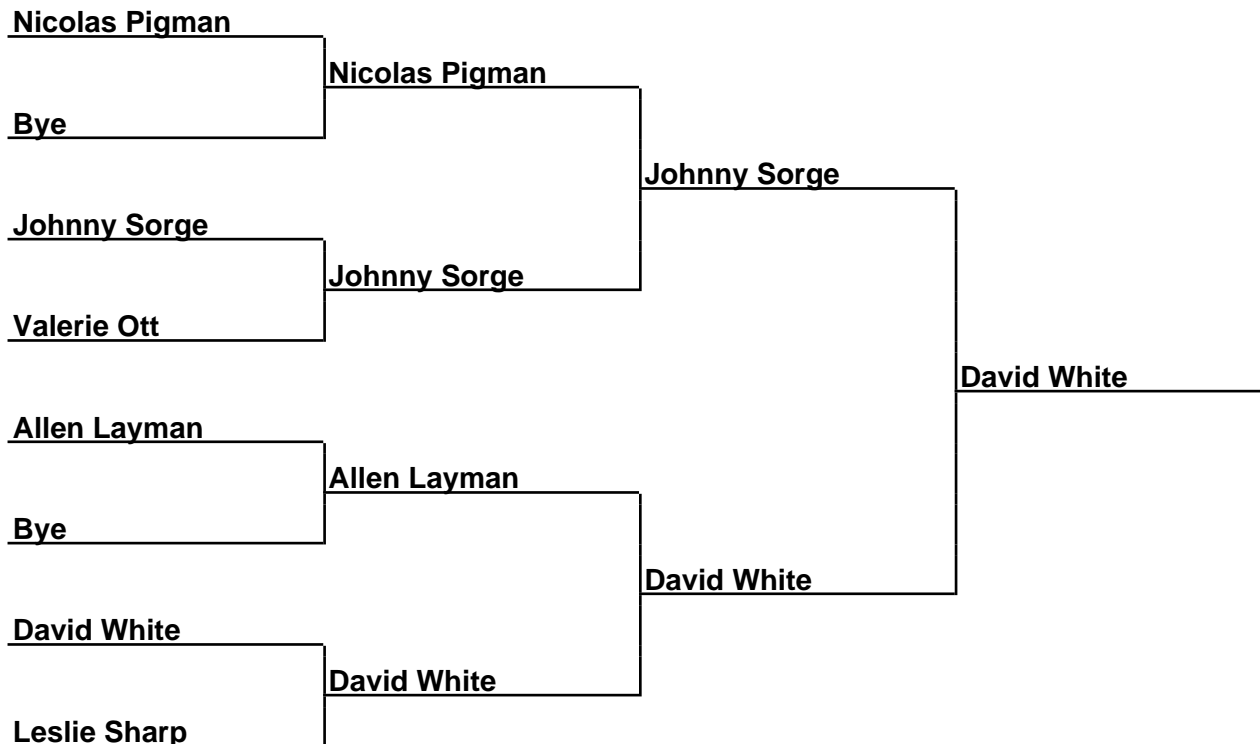 Nicolas Pigman
Nicolas Pigman
Bye
Johnny Sorge
Johnny Sorge
Johnny Sorge
Valerie Ott
David White
Allen Layman
Allen Layman
Bye
David White
David White
David White
Leslie Sharp